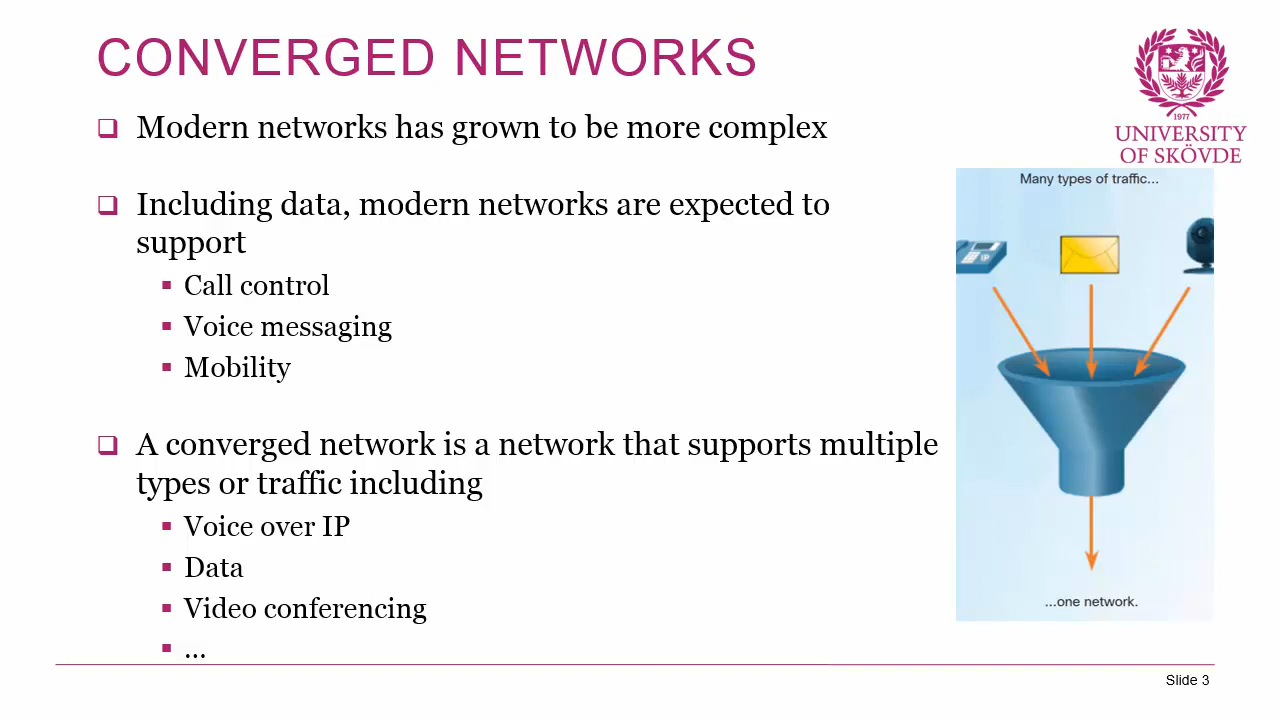 CONVERGED NETWORKS
Modern networks has grown to be more complex
Including data, modern networks are expected to
support
Call control
Voice messaging
Mobility
A converged network is a network that supports multiple
types or traffic including
Voice over IP
Data
Video conferencing
...
1977
UNIVERSITY
OF SKÖVDE
Many types of traffic...
IP
...one network.
Slide 3